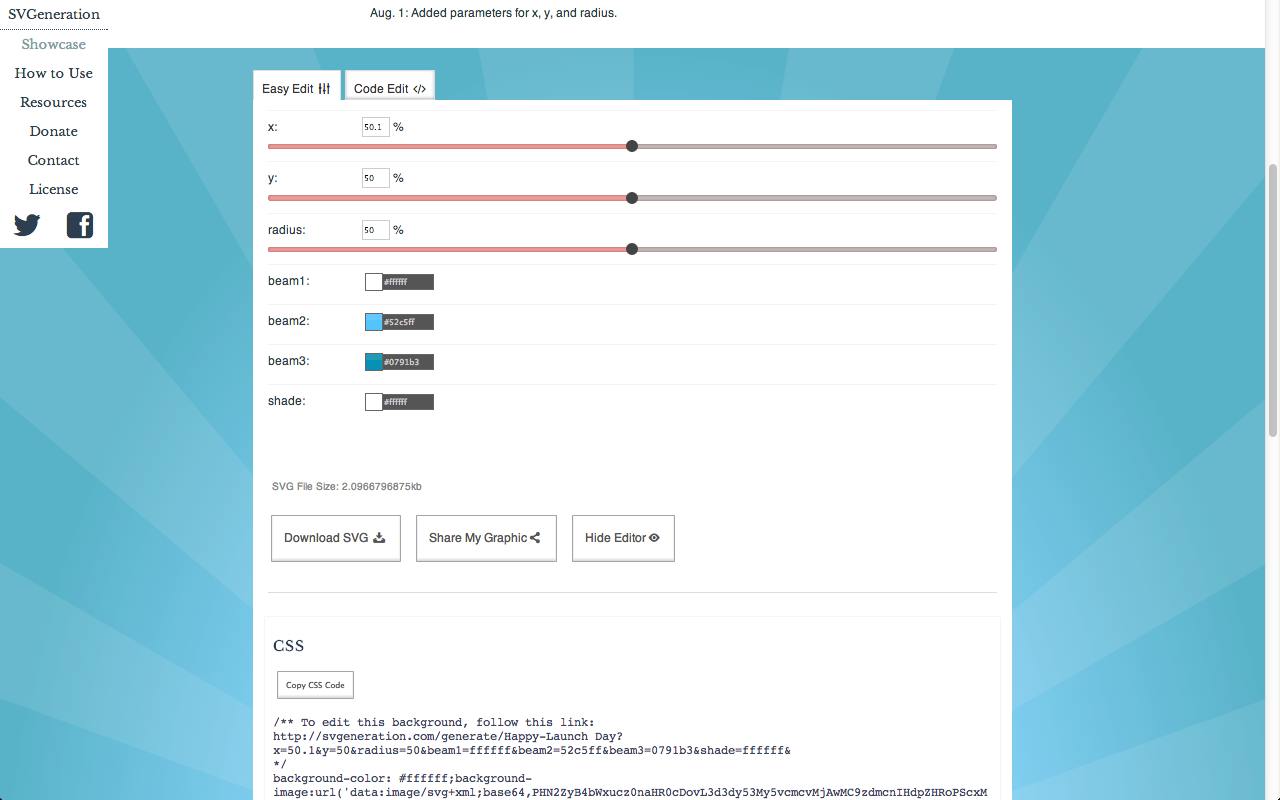 SVGeneration
Showcase
How to Use
Resources
Donate
Contact
License
Aug. 1: Added parameters for x, y, and radius.
Easy Edit
Code Edit </>
x: 50.1 %
y: 50 %
radius: 50 %
beam1: #ffffff
beam2: #52c5ff
beam3: #0791b3
shade: #ffffff
SVG File Size: 2.0966796875kb
Download SVG
Share My Graphic
Hide Editor
CSS
Copy CSS Code
/** To edit this background, follow this link:
http://svgeneration.com/generate/Happy-Launch Day?
x=50.1&y=50&radius=50&beam1=ffffff&beam2=52c5ff&beam3=0791b3&shade=ffffff&
*/
background-color: #ffffff;background-
image:url('data:image/svg+xml;base64,PHN2ZyB4bWxucz0naHR0cDovL3d3dy53My5vcmcvMjAwMC9zdmcnIHdpZHRoPScxM